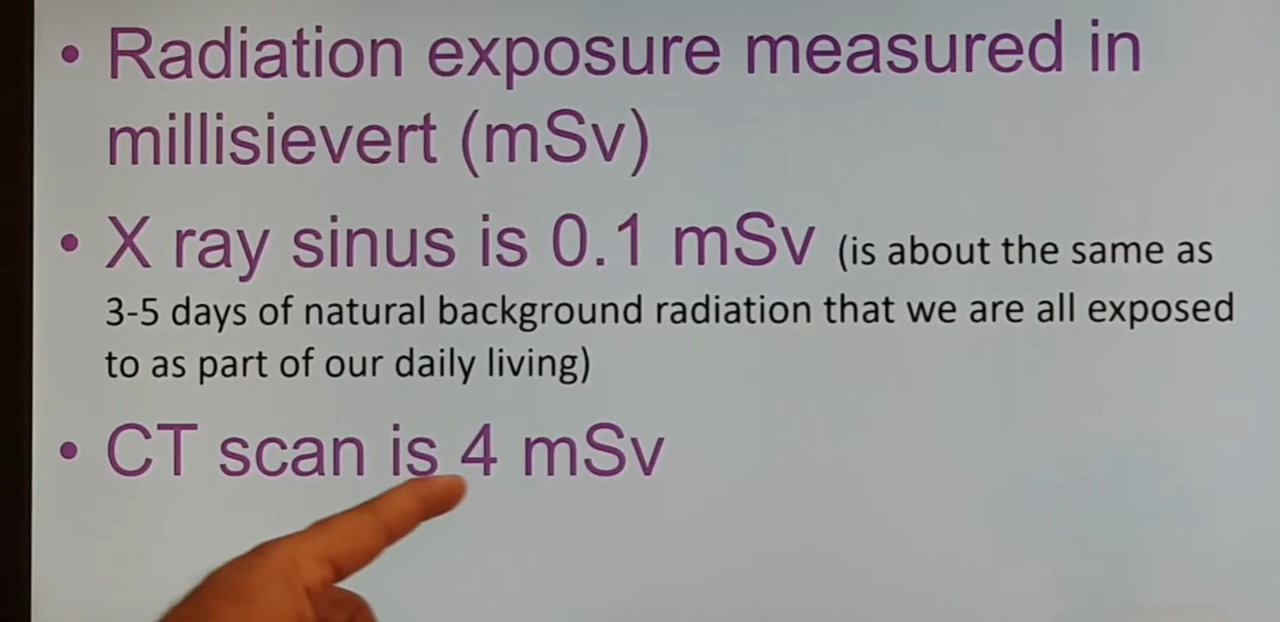 • Radiation exposure measured in
millisievert (mSv)
• X ray sinus is 0.1 mSv (is about the same as
3-5 days of natural background radiation that we are all exposed
to as part of our daily living)
• CT scan is 4 mSv